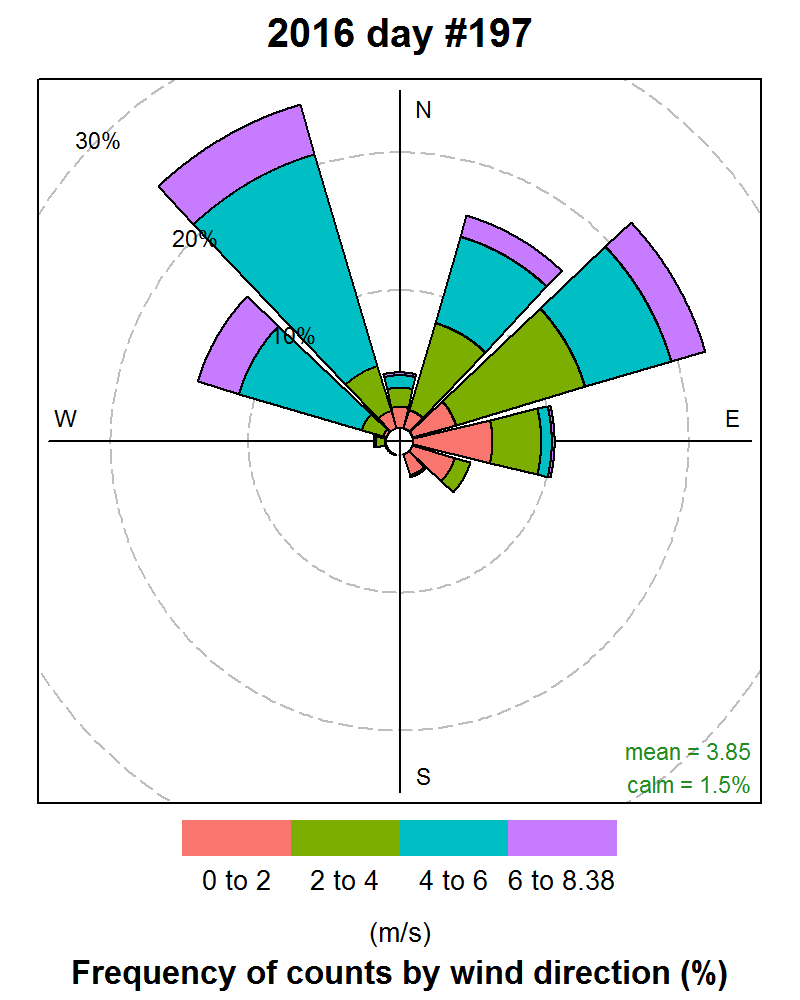 2016 day #197
N
30%
20%
10%
W
E
mean = 3.85
S
calm = 1.5%
0 to 2 2 to 4 4 to 6 6 to 8.38
(m/s)
Frequency of counts by wind direction (%)